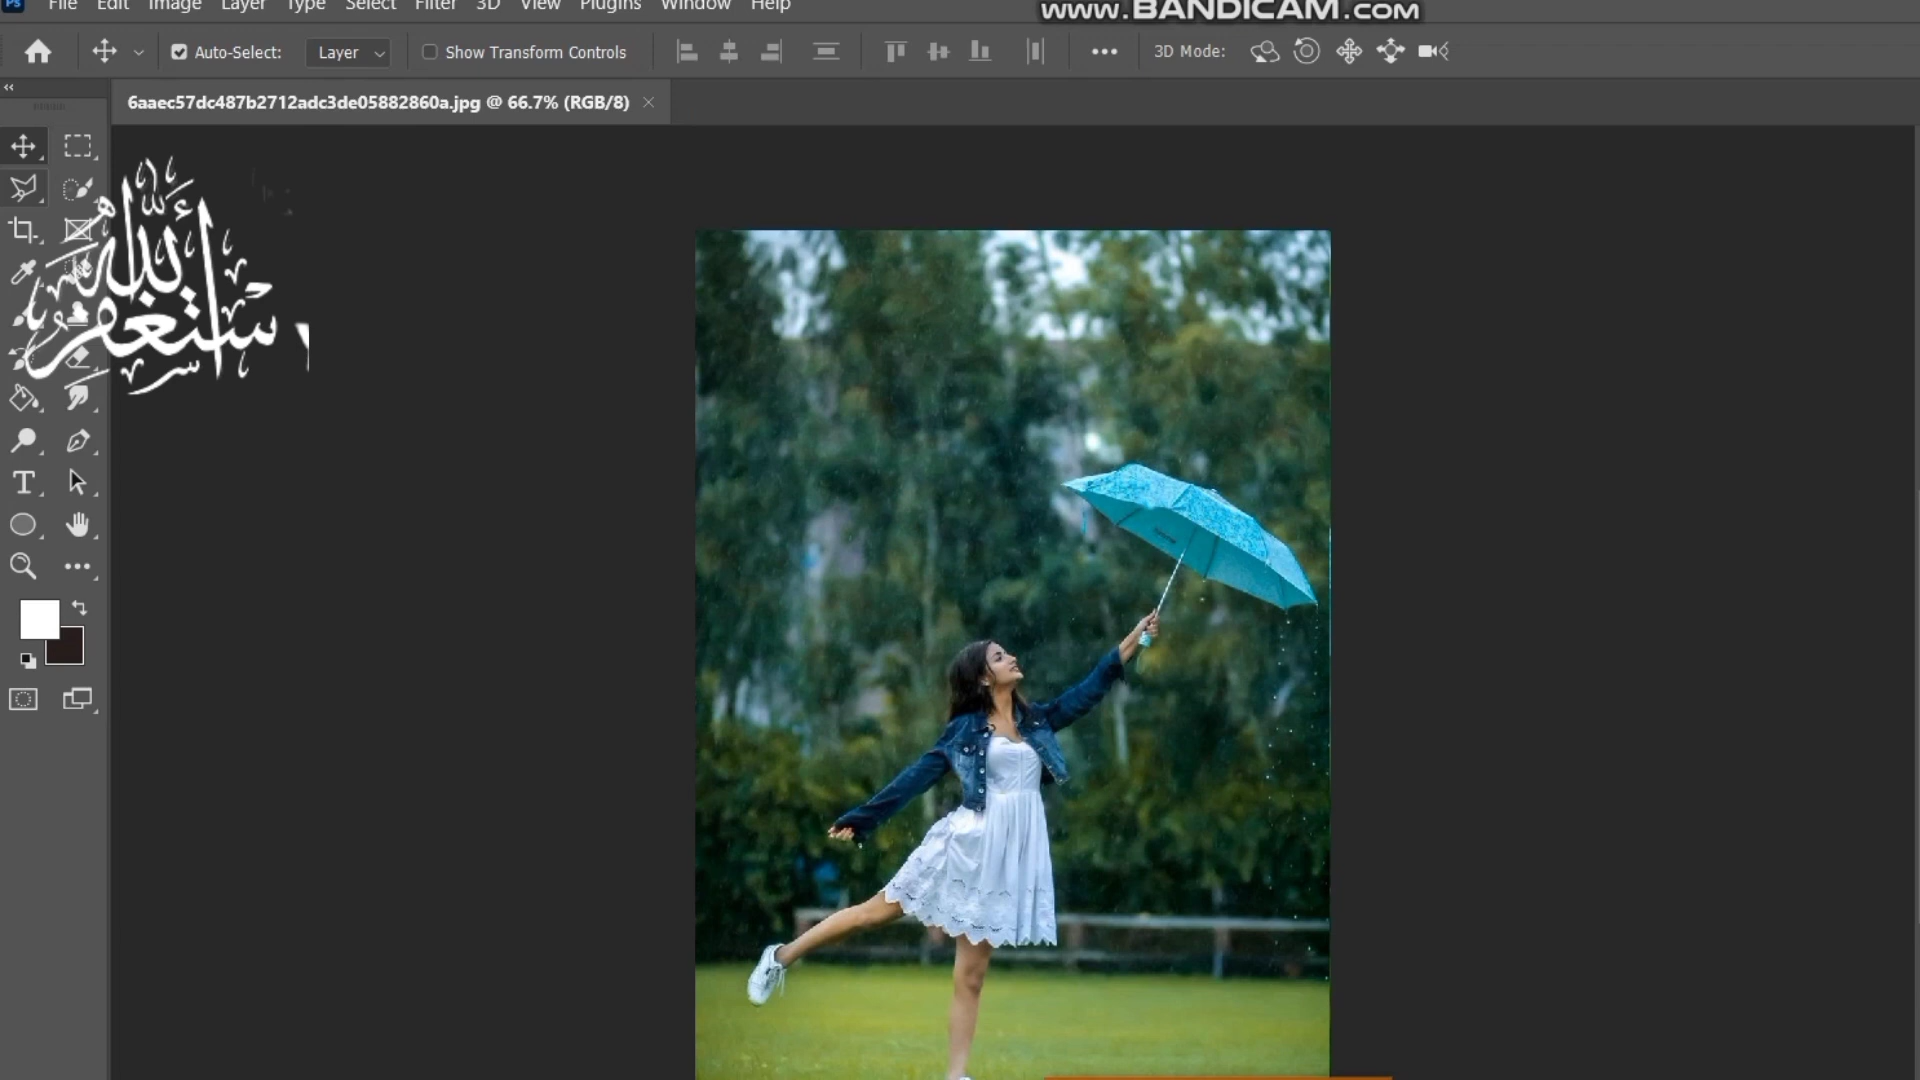 Ps File Edit Image Layer Type Select Filter 3D View Plugins Window Help
www.BANDICAM.com
Auto-Select: Layer Show Transform Controls 3D Mode:
6aaec57dc487b2712adc3de05882860a.jpg @ 66.7% (RGB/8)
أستغفر الله
T